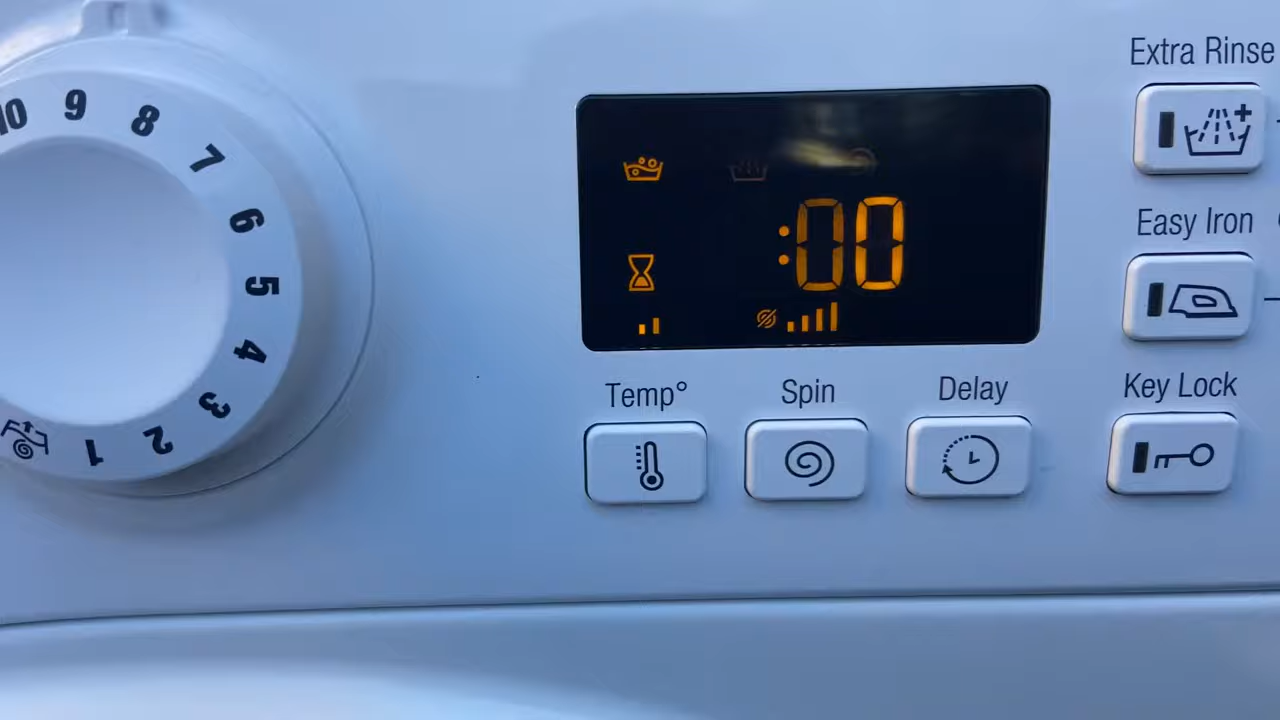 10 9 8 7 6 5 4 3 2 1
:00
Temp°
Spin
Delay
Extra Rinse
Easy Iron
Key Lock